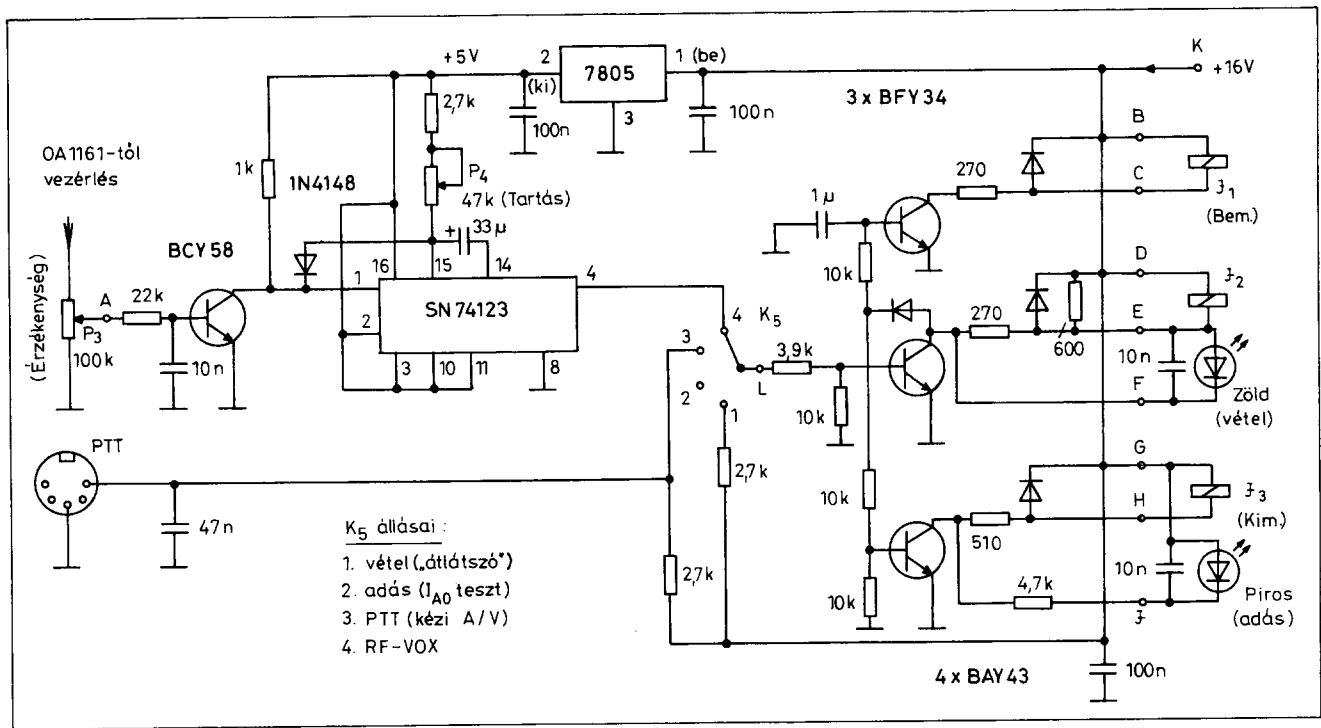 +5V
2
(ki)
7805
3
1 (be)
K
+16V
2,7k
100n
100n
3 x BFY34
OA1161-től
vezérlés
1k
1N4148
P4
47k (Tartás)
+
33µ
BCY58
16
15
14
1
2
SN 74123
3
10
11
8
4
(Érzékenység)
P3
100k
A
22k
10n
B
C
J1
(Bem.)
270
1µ
10k
D
E
F
J2
270
600
10n
Zöld
(vétel)
4
K5
3
2
1
L
3,9k
10k
2,7k
10k
G
H
J3
(Kim.)
510
10n
4,7k
J
Piros
(adás)
10k
PTT
47n
2,7k
K5 állásai :
1. vétel („átlátszó")
2. adás (IA0 teszt)
3. PTT (kézi A/V)
4. RF-VOX
4 x BAY43
100n